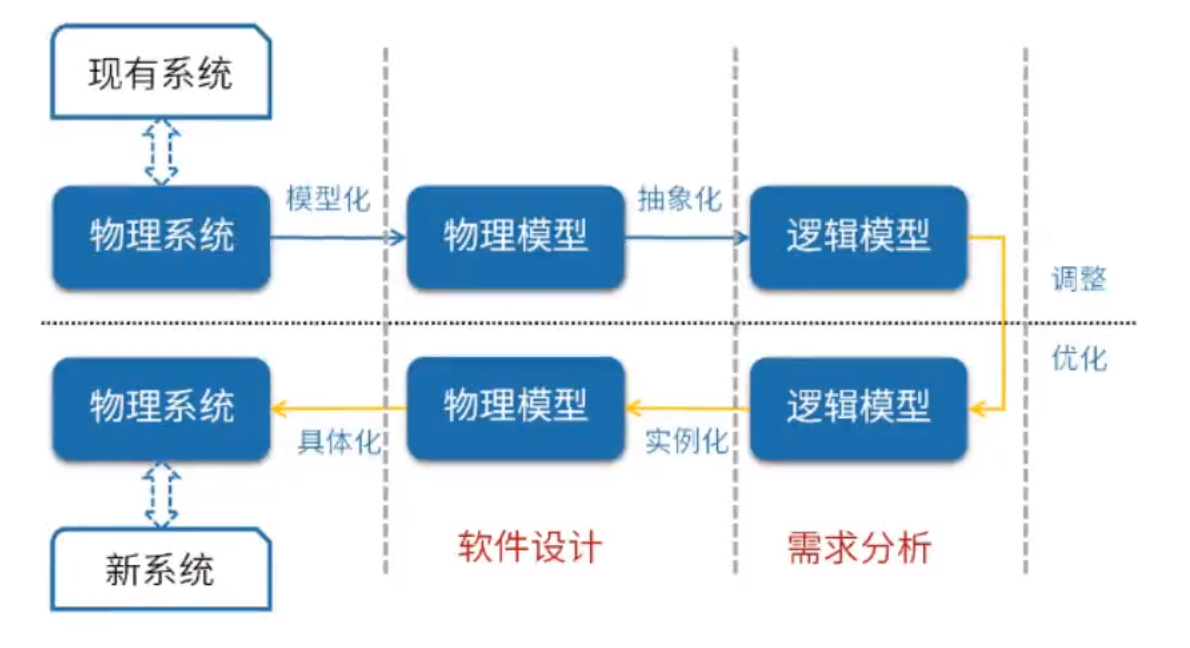 现有系统
物理系统
模型化
物理模型
抽象化
逻辑模型
调整
优化
物理系统
具体化
物理模型
实例化
逻辑模型
新系统
软件设计
需求分析